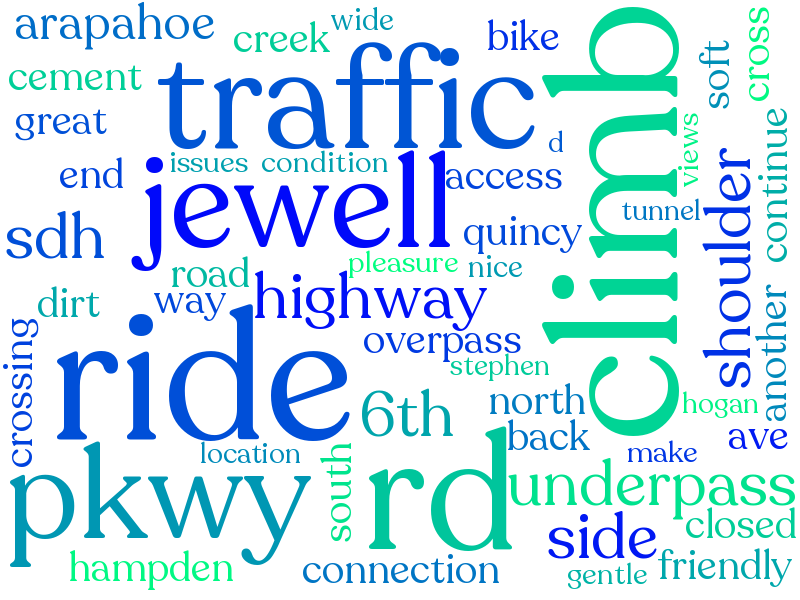 arapahoe
wide
creek
bike
traffic
climb
soft
cross
cement
great
d
issues
condition
views
end
jewell
access
shoulder
continue
tunnel
sdh
quincy
pleasure
nice
road
dirt
way
highway
another
crossing
ride
overpass
stephen
6th
north
hogan
back
make
ave
location
pkwy
south
rd
underpass
side
closed
hampden
connection
gentle
friendly